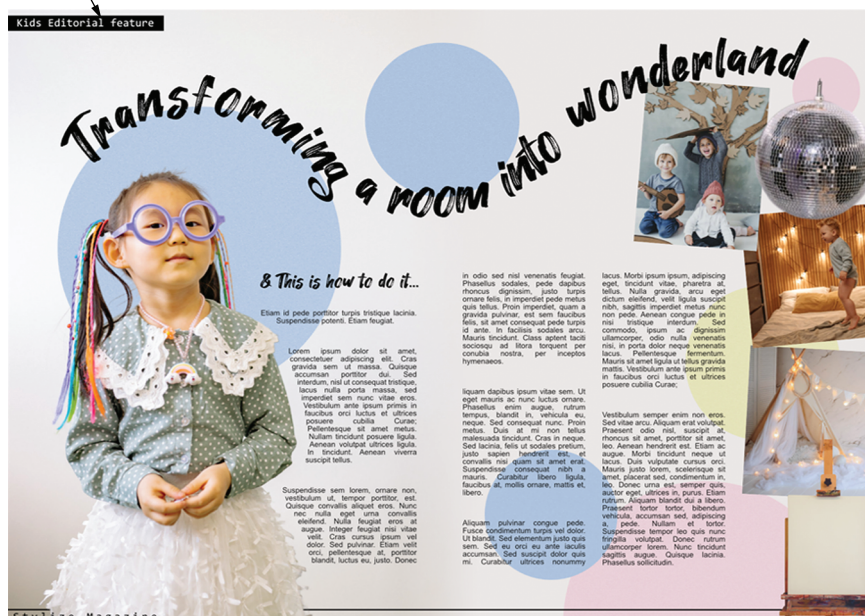 Kids Editorial feature
Transforming a room into wonderland
& This is how to do it...
Etiam id pede porttitor turpis tristique lacinia.
Suspendisse potenti. Etiam feugiat.
Lorem ipsum dolor sit amet,
consectetuer adipiscing elit. Cras
gravida sem ut massa. Quisque
accumsan porttitor dui. Sed
interdum, nisl ut consequat tristique,
lacus nulla porta massa, sed
imperdiet sem nunc vitae eros.
Vestibulum ante ipsum primis in
faucibus orci luctus et ultrices
posuere cubilia Curae;
Pellentesque sit amet metus.
Nullam tincidunt posuere ligula.
Aenean volutpat ultrices ligula.
In tincidunt. Aenean viverra
suscipit tellus.
Suspendisse sem lorem, ornare non,
vestibulum ut, tempor porttitor, est.
Quisque convallis aliquet eros. Nunc
nec nulla eget urna convallis
eleifend. Nulla feugiat eros at
augue. Integer feugiat nisi vitae
velit. Cras cursus ipsum vel
dolor. Sed pulvinar. Etiam velit
orci, pellentesque at, porttitor
blandit, luctus eu, justo. Donec
in odio sed nisl venenatis feugiat.
Phasellus sodales, pede dapibus
rhoncus dignissim, justo turpis
ornare felis, in imperdiet pede metus
quis tellus. Proin imperdiet, quam a
gravida pulvinar, est sem faucibus
felis, sit amet consequat pede turpis
id ante. In facilisis sodales arcu.
Mauris tincidunt. Class aptent taciti
sociosqu ad litora torquent per
conubia nostra, per inceptos
hymenaeos.
liquam dapibus ipsum vitae sem. Ut
eget mauris ac nunc luctus ornare.
Phasellus enim augue, rutrum
tempus, blandit in, vehicula eu,
neque. Sed consequat nunc. Proin
metus. Duis at mi non tellus
malesuada tincidunt. Cras in neque.
Sed lacinia, felis ut sodales pretium,
justo sapien hendrerit est, et
convallis nisi quam sit amet erat.
Suspendisse consequat nibh a
mauris. Curabitur libero ligula,
faucibus at, mollis ornare, mattis et,
libero.
Aliquam pulvinar congue pede.
Fusce condimentum turpis vel dolor.
Ut blandit. Sed elementum justo quis
sem. Sed eu orci eu ante iaculis
accumsan. Sed suscipit dolor quis
mi. Curabitur ultrices nonummy
lacus. Morbi ipsum ipsum, adipiscing
eget, tincidunt vitae, pharetra at,
tellus. Nulla gravida, arcu eget
dictum eleifend, velit ligula suscipit
nibh, sagittis imperdiet metus nunc
non pede. Aenean congue pede in
nisi tristique interdum. Sed
commodo, ipsum ac dignissim
ullamcorper, odio nulla venenatis
nisi, in porta dolor neque venenatis
lacus. Pellentesque fermentum.
Mauris sit amet ligula ut tellus gravida
mattis. Vestibulum ante ipsum primis
in faucibus orci luctus et ultrices
posuere cubilia Curae;
Vestibulum semper enim non eros.
Sed vitae arcu. Aliquam erat volutpat.
Praesent odio nisl, suscipit at,
rhoncus sit amet, porttitor sit amet,
leo. Aenean hendrerit est. Etiam ac
augue. Morbi tincidunt neque ut
lacus. Duis vulputate cursus orci.
Mauris justo lorem, scelerisque sit
amet, placerat sed, condimentum in,
leo. Donec urna est, semper quis,
auctor eget, ultrices in, purus. Etiam
rutrum. Aliquam blandit dui a libero.
Praesent tortor tortor, bibendum
vehicula, accumsan sed, adipiscing
a, pede. Nullam et tortor.
Suspendisse tempor leo quis nunc
fringilla volutpat. Donec rutrum
ullamcorper lorem. Nunc tincidunt
sagittis augue. Quisque lacinia.
Phasellus sollicitudin.